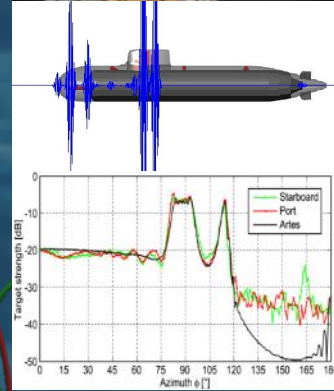 0
-10
-20
-30
-40
-50
Target strength [dB]
Starboard
Port
Artes
0 15 30 45 60 75 90 105 120 135 150 165 18
Azimuth ϕ [°]